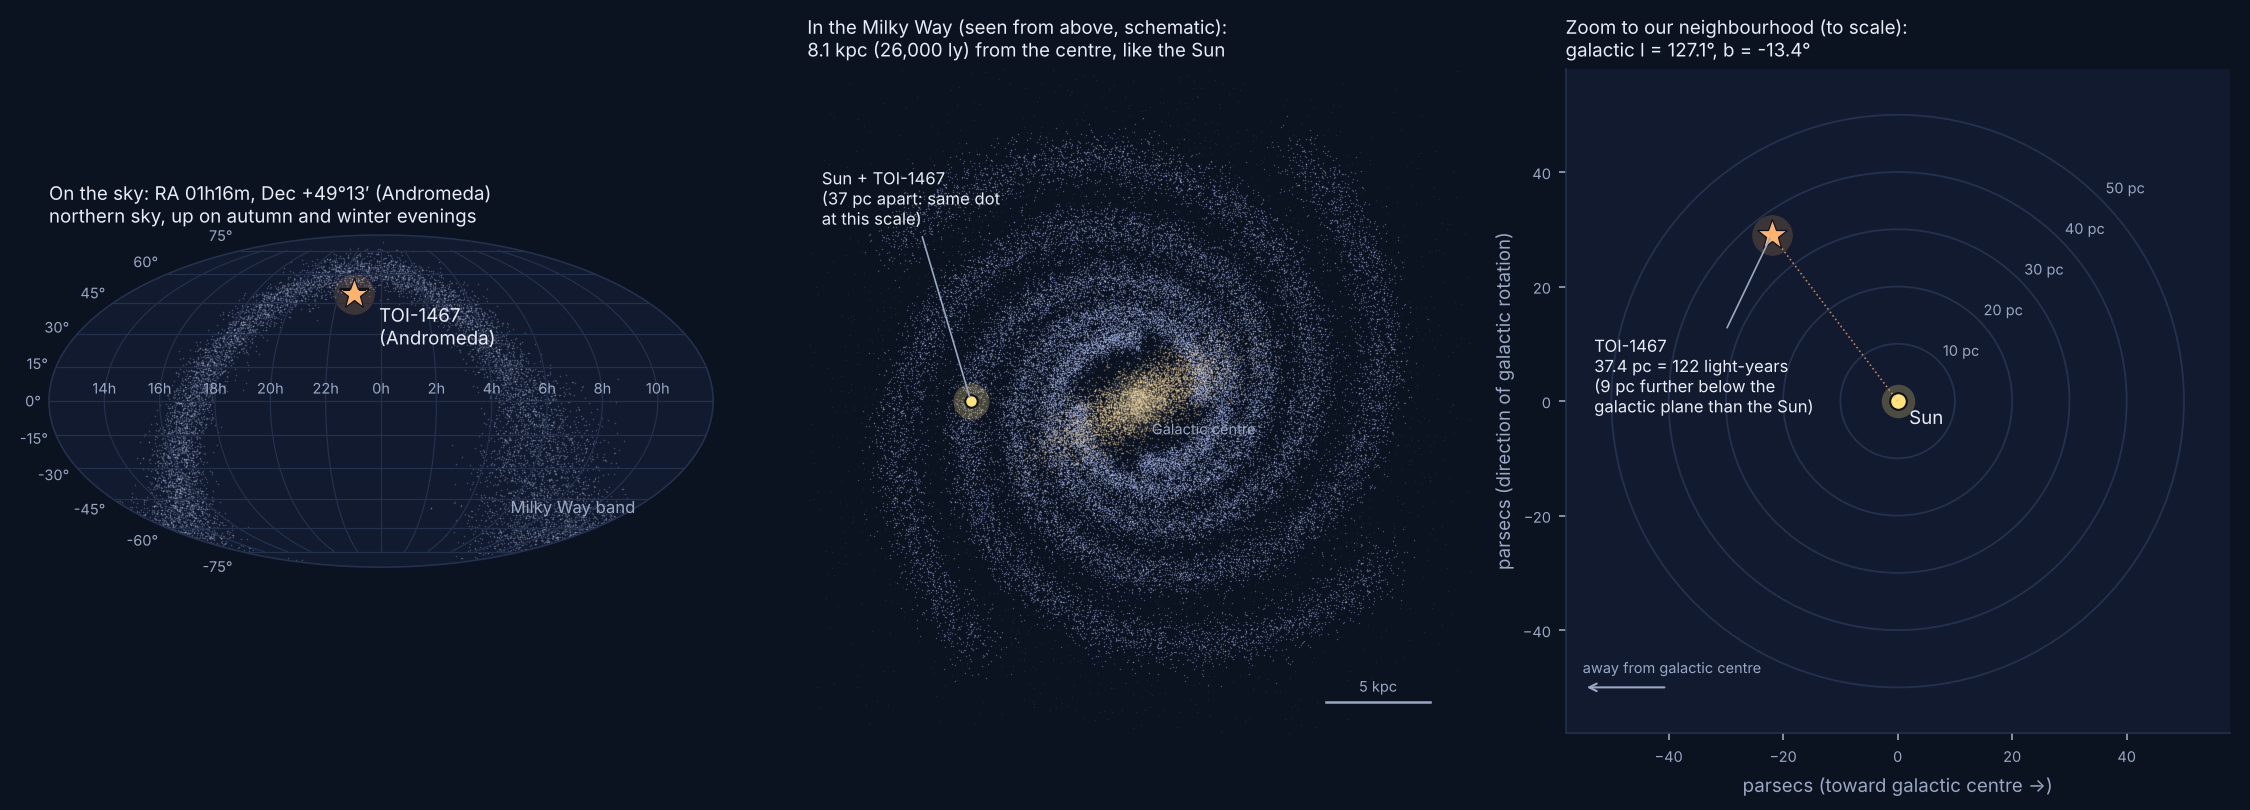 On the sky: RA 01h16m, Dec +49°13′ (Andromeda)
northern sky, up on autumn and winter evenings
75°
60°
45°
30°
15°
0°
-15°
-30°
-45°
-60°
-75°
14h 16h 18h 20h 22h 0h 2h 4h 6h 8h 10h
TOI-1467
(Andromeda)
Milky Way band
In the Milky Way (seen from above, schematic):
8.1 kpc (26,000 ly) from the centre, like the Sun
Sun + TOI-1467
(37 pc apart: same dot
at this scale)
Galactic centre
5 kpc
Zoom to our neighbourhood (to scale):
galactic l = 127.1°, b = -13.4°
parsecs (direction of galactic rotation)
40
20
0
−20
−40
50 pc
40 pc
30 pc
20 pc
10 pc
TOI-1467
37.4 pc = 122 light-years
(9 pc further below the
galactic plane than the Sun)
Sun
away from galactic centre
−40 −20 0 20 40
parsecs (toward galactic centre →)